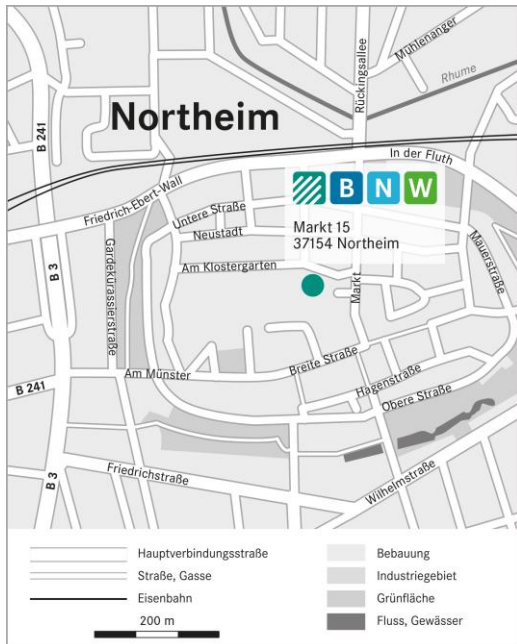 Mühlenanger
Rückingsallee
Rhume
Northeim
B 241
In der Fluth
Friedrich-Ebert-Wall
B N W
Untere Straße
Markt 15
Neustadt
37154 Northeim
Mauerstraße
Gardekürassierstraße
B 3
Am Klostergarten
Markt
Breite Straße
Am Münster
B 241
Hagenstraße
Obere Straße
Friedrichstraße
B 3
Wilhelmstraße
Hauptverbindungsstraße
Straße, Gasse
Eisenbahn
200 m
Bebauung
Industriegebiet
Grünfläche
Fluss, Gewässer